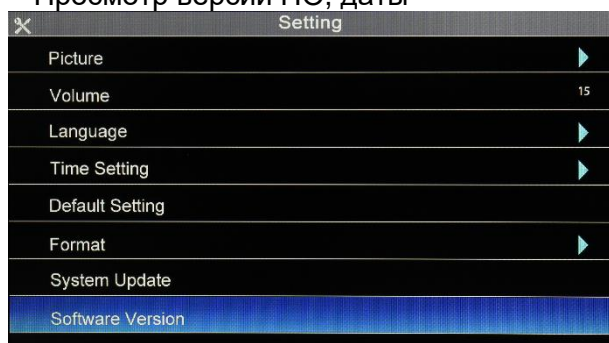 Просмотр версии ПО, даты
Setting
Picture
Volume 15
Language
Time Setting
Default Setting
Format
System Update
Software Version